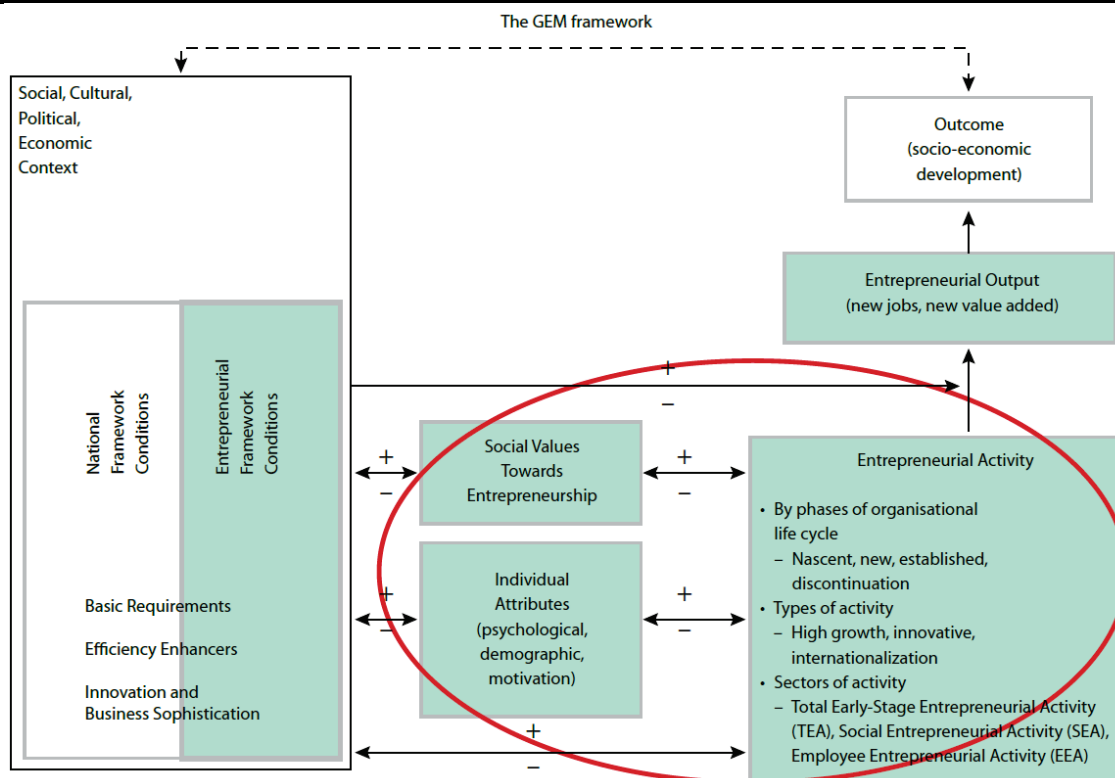 The GEM framework
Social, Cultural,
Political,
Economic
Context
Outcome
(socio-economic
development)
Entrepreneurial Output
(new jobs, new value added)
National
Framework
Conditions
Entrepreneurial
Framework
Conditions
Basic Requirements
Efficiency Enhancers
Innovation and
Business Sophistication
+
–
+
–
Social Values
Towards
Entrepreneurship
+
–
+
–
Individual
Attributes
(psychological,
demographic,
motivation)
+
–
+
–
Entrepreneurial Activity
• By phases of organisational
life cycle
– Nascent, new, established,
discontinuation
• Types of activity
– High growth, innovative,
internationalization
• Sectors of activity
– Total Early-Stage Entrepreneurial Activity
(TEA), Social Entrepreneurial Activity (SEA),
Employee Entrepreneurial Activity (EEA)